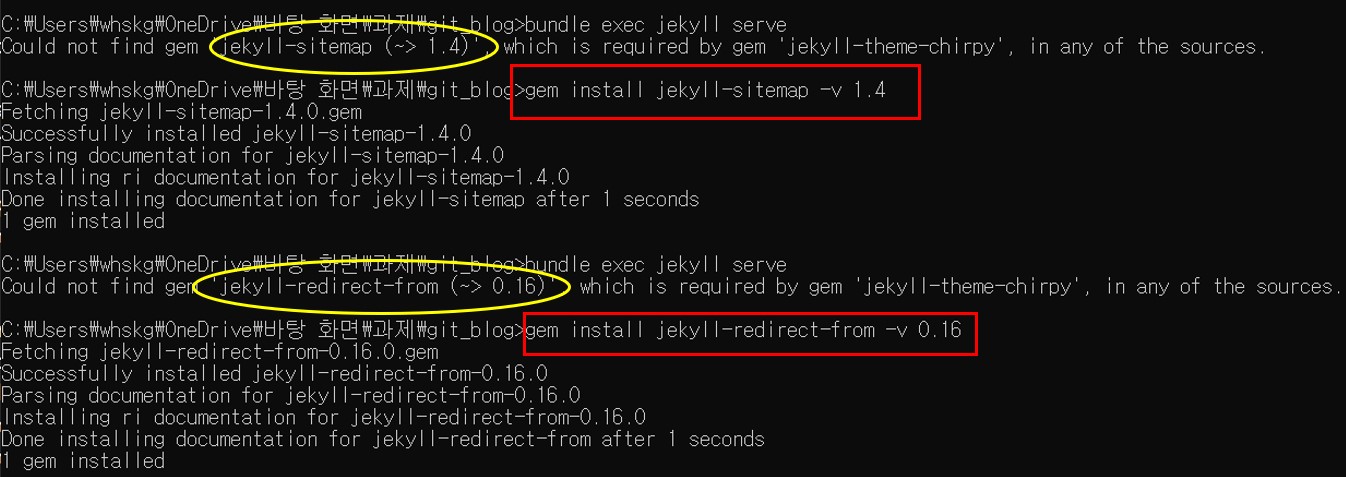 C:₩Users₩whskg₩OneDrive₩바탕 화면₩과제₩git_blog>bundle exec jekyll serve
Could not find gem 'jekyll-sitemap (~> 1.4)', which is required by gem 'jekyll-theme-chirpy', in any of the sources.
C:₩Users₩whskg₩OneDrive₩바탕 화면₩과제₩git_blog>gem install jekyll-sitemap -v 1.4
Fetching jekyll-sitemap-1.4.0.gem
Successfully installed jekyll-sitemap-1.4.0
Parsing documentation for jekyll-sitemap-1.4.0
Installing ri documentation for jekyll-sitemap-1.4.0
Done installing documentation for jekyll-sitemap after 1 seconds
1 gem installed
C:₩Users₩whskg₩OneDrive₩바탕 화면₩과제₩git_blog>bundle exec jekyll serve
Could not find gem 'jekyll-redirect-from (~> 0.16)', which is required by gem 'jekyll-theme-chirpy', in any of the sources.
C:₩Users₩whskg₩OneDrive₩바탕 화면₩과제₩git_blog>gem install jekyll-redirect-from -v 0.16
Fetching jekyll-redirect-from-0.16.0.gem
Successfully installed jekyll-redirect-from-0.16.0
Parsing documentation for jekyll-redirect-from-0.16.0
Installing ri documentation for jekyll-redirect-from-0.16.0
Done installing documentation for jekyll-redirect-from after 1 seconds
1 gem installed